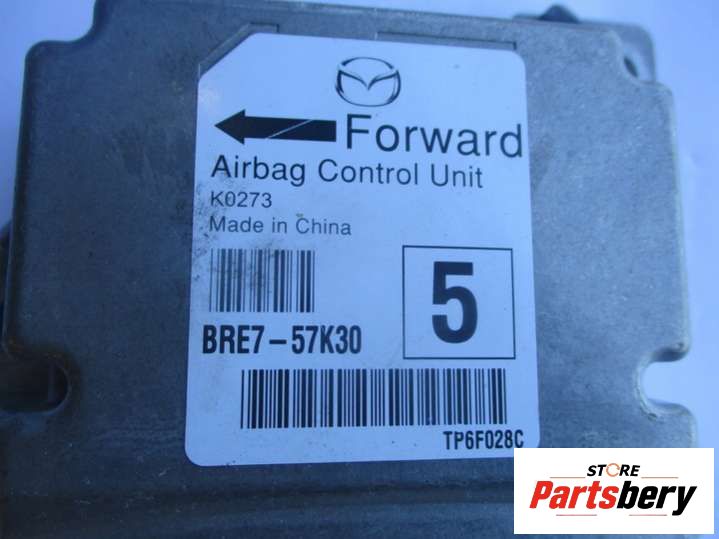 Forward
Airbag Control Unit
K0273
Made in China
5
BRE7-57K30
TP6F028C
STORE
Partsbery